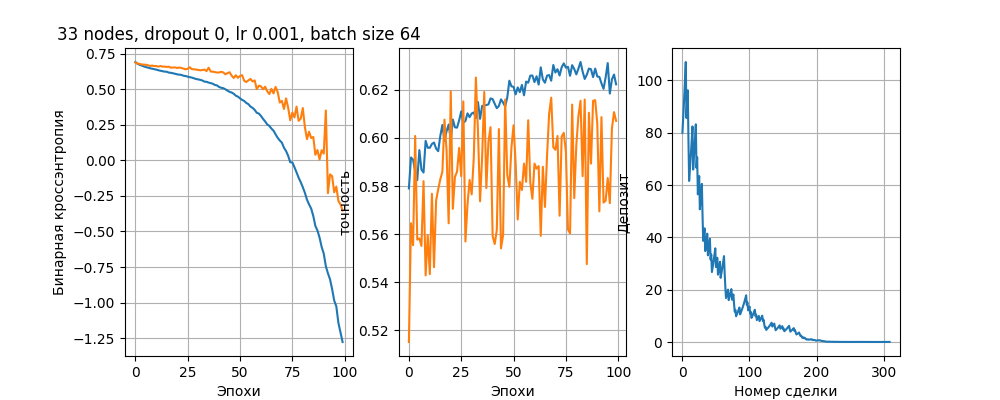 33 nodes, dropout 0, lr 0.001, batch size 64
Бинарная кроссэнтропия
0.75
0.50
0.25
0.00
−0.25
−0.50
−0.75
−1.00
−1.25
0 25 50 75 100
Эпохи
точность
0.62
0.60
0.58
0.56
0.54
0.52
0 25 50 75 100
Эпохи
Депозит
100
80
60
40
20
0
0 100 200 300
Номер сделки